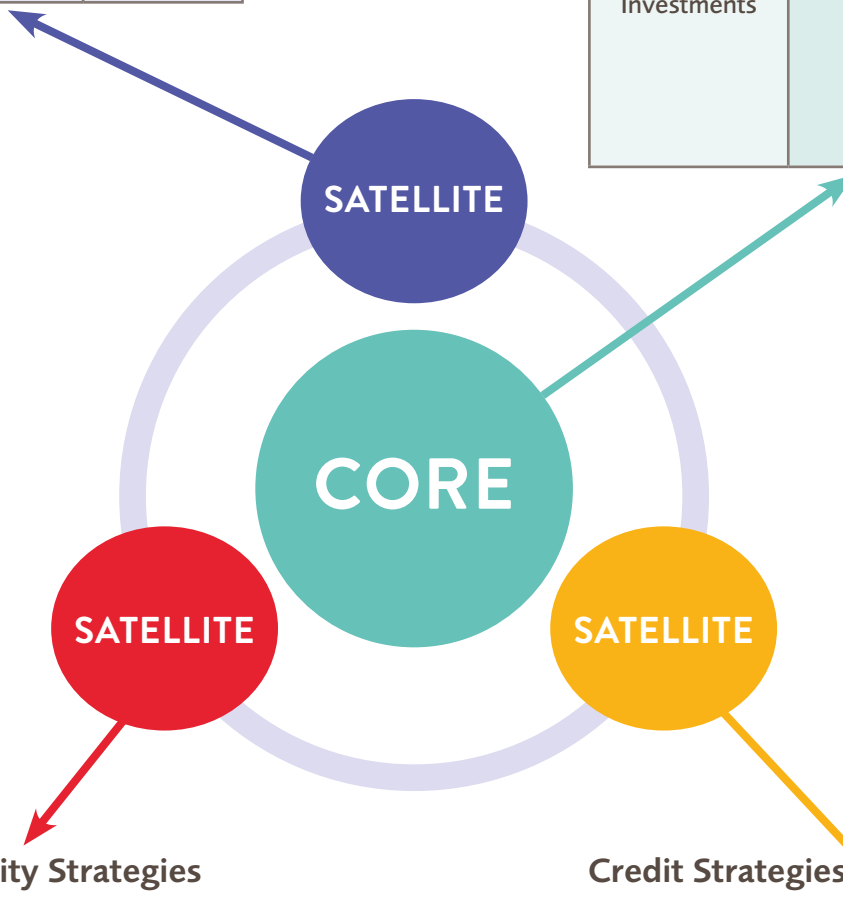 Investments
SATELLITE
CORE
SATELLITE
SATELLITE
ity Strategies
Credit Strategies